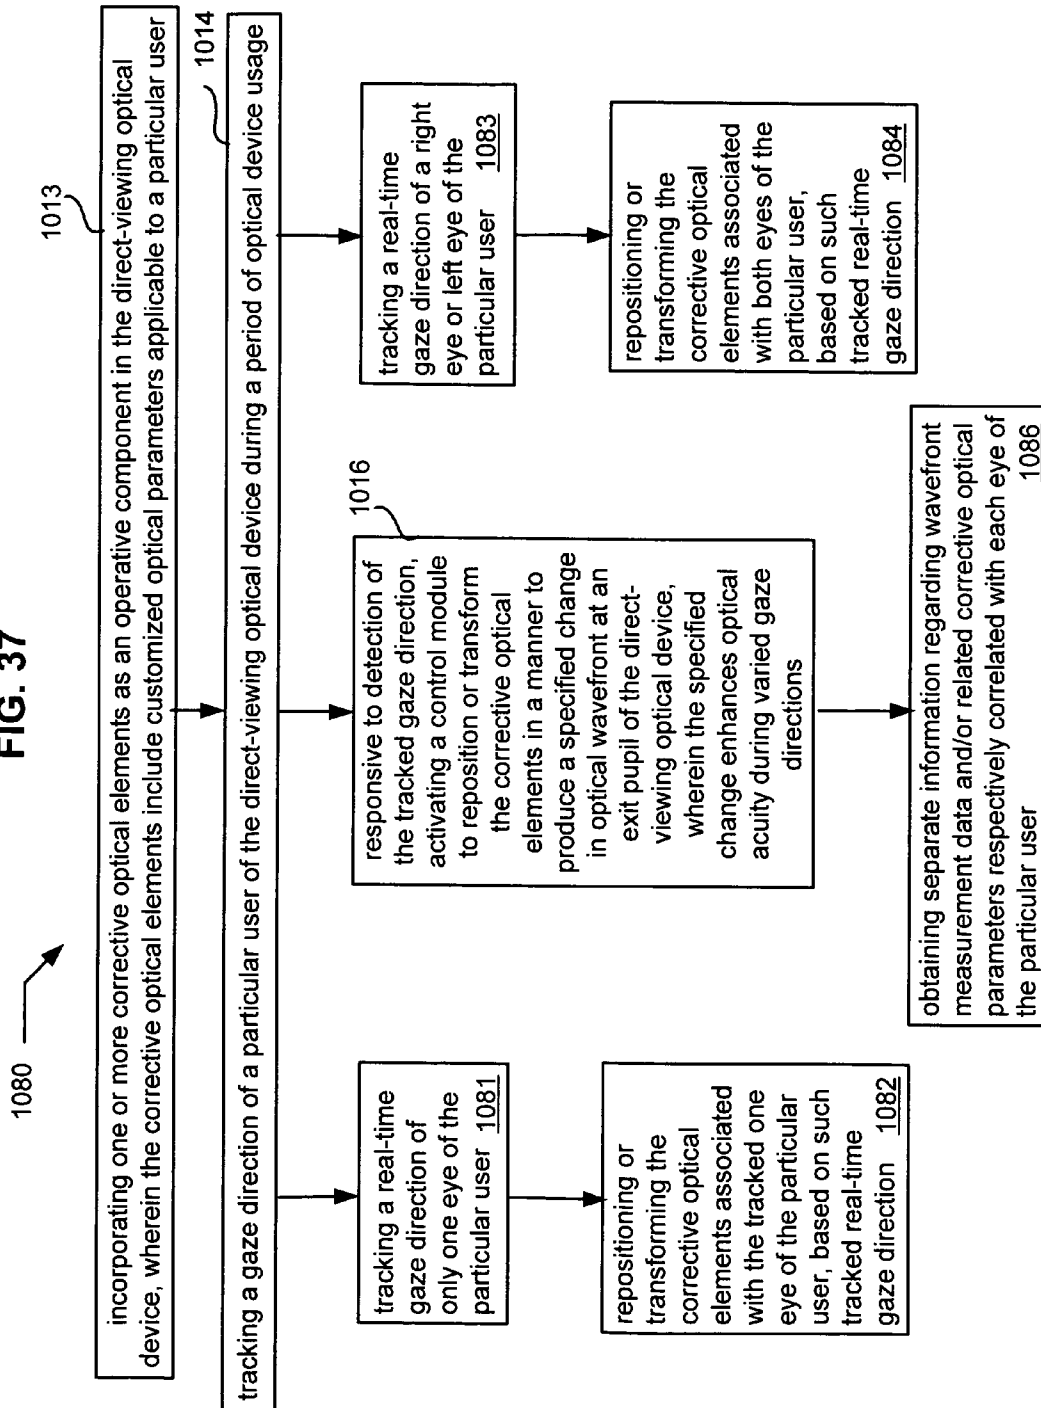 FIG. 37
1080
1013
incorporating one or more corrective optical elements as an operative component in the direct-viewing optical
device, wherein the corrective optical elements include customized optical parameters applicable to a particular user
1014
tracking a gaze direction of a particular user of the direct-viewing optical device during a period of optical device usage
tracking a real-time
gaze direction of
only one eye of the
particular user 1081
repositioning or
transforming the
corrective optical
elements associated
with the tracked one
eye of the particular
user, based on such
tracked real-time
gaze direction 1082
1016
responsive to detection of
the tracked gaze direction,
activating a control module
to reposition or transform
the corrective optical
elements in a manner to
produce a specified change
in optical wavefront at an
exit pupil of the direct-
viewing optical device,
wherein the specified
change enhances optical
acuity during varied gaze
directions
obtaining separate information regarding wavefront
measurement data and/or related corrective optical
parameters respectively correlated with each eye of
the particular user 1086
tracking a real-time
gaze direction of a right
eye or left eye of the
particular user 1083
repositioning or
transforming the
corrective optical
elements associated
with both eyes of the
particular user,
based on such
tracked real-time
gaze direction 1084